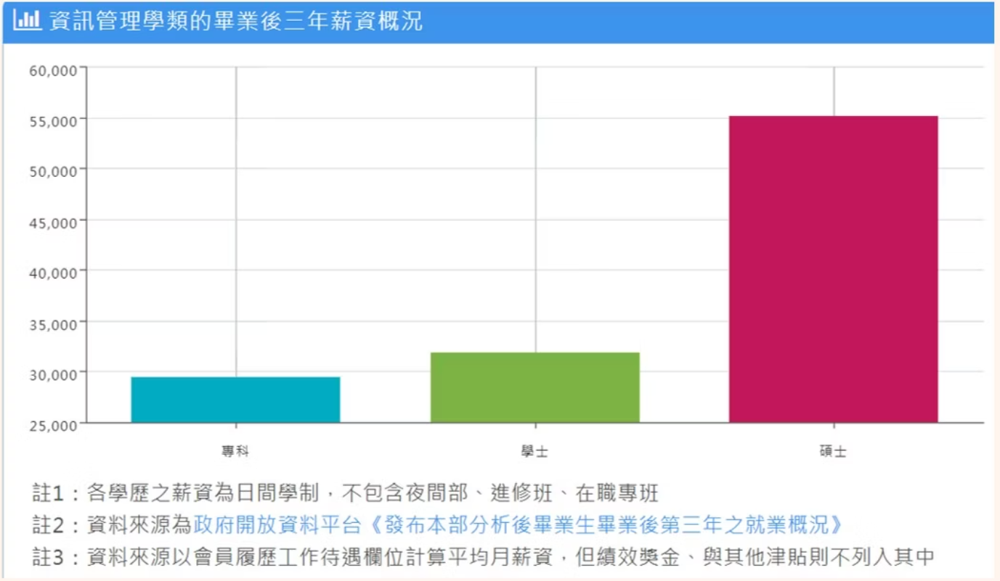 資訊管理學類的畢業後三年薪資概況
60,000
55,000
50,000
45,000
40,000
35,000
30,000
25,000
專科 學士 碩士
註1：各學歷之薪資為日間學制，不包含夜間部、進修班、在職專班
註2：資料來源為政府開放資料平台《發布本部分析後畢業生畢業後第三年之就業概況》
註3：資料來源以會員履歷工作待遇欄位計算平均月薪資，但績效獎金、與其他津貼則不列入其中